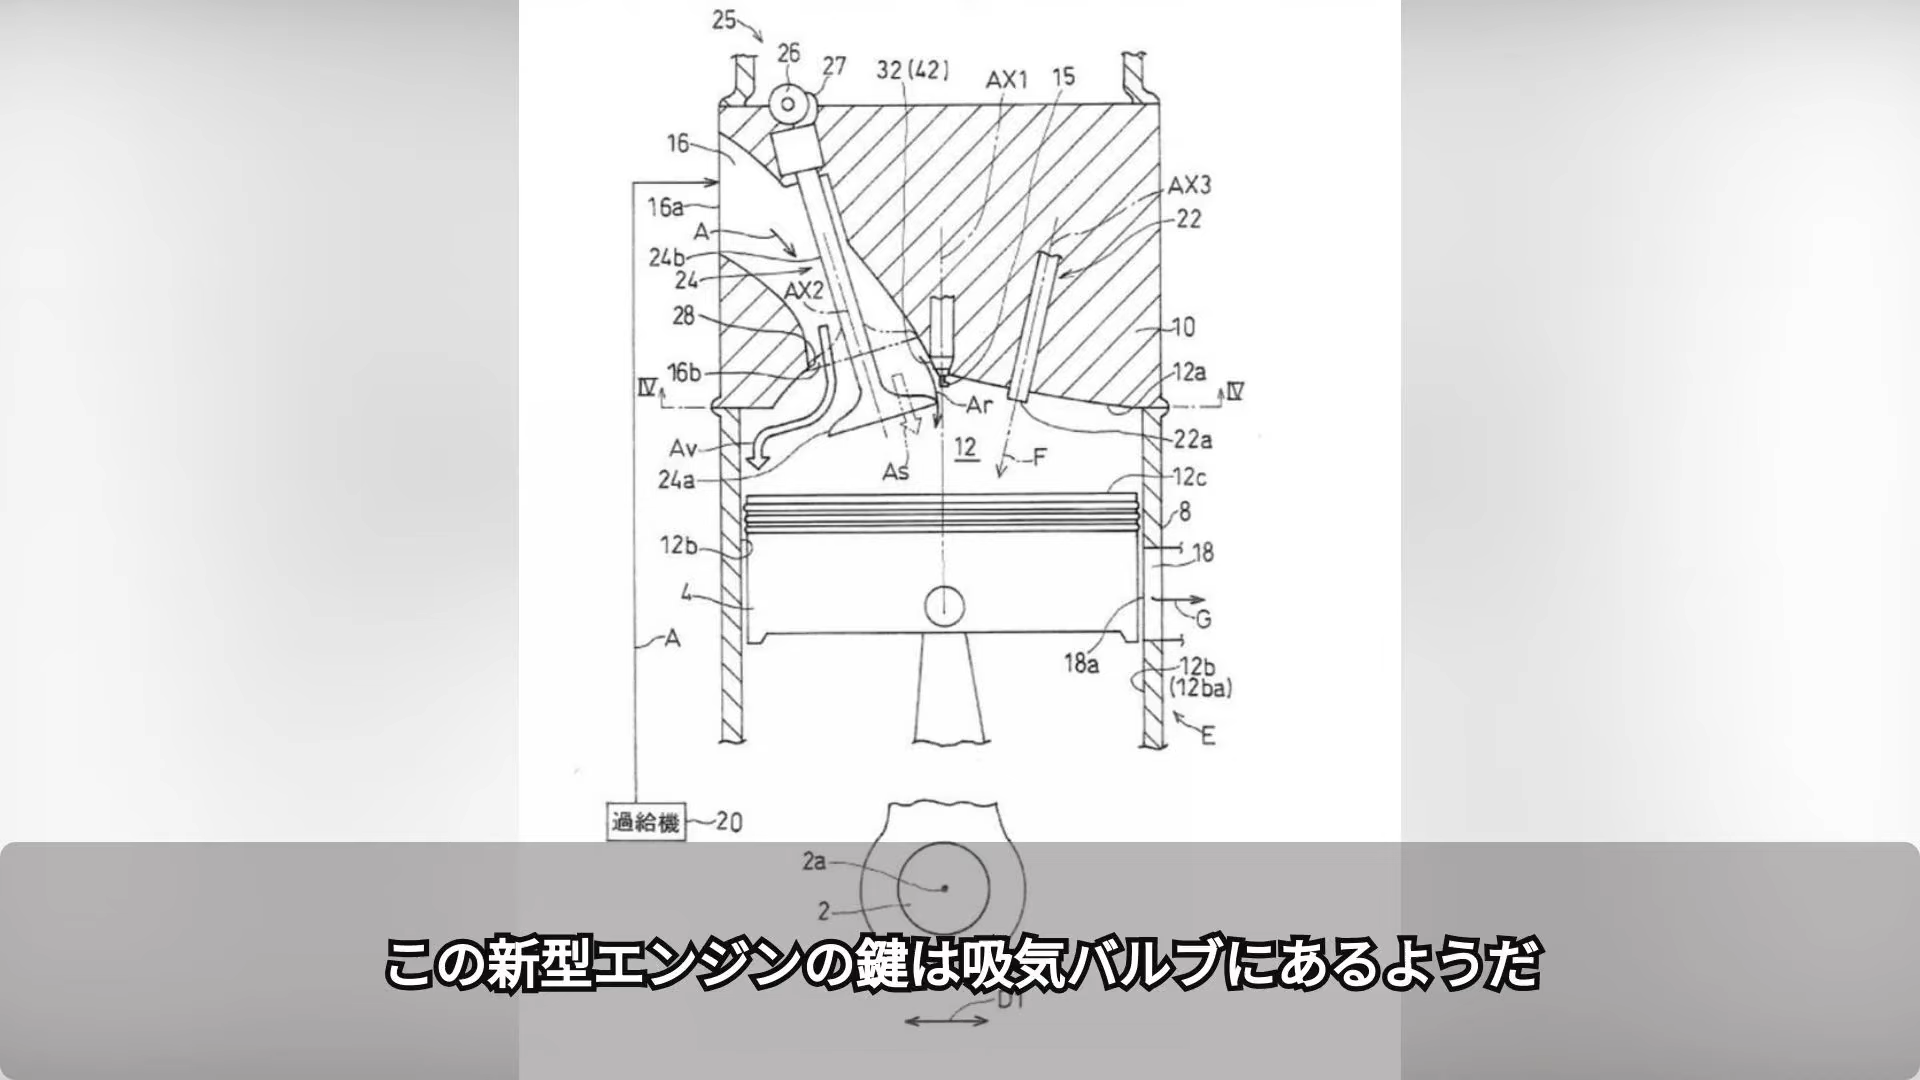 25
26
27
32(42)
AX1
15
16
16a
A
24b
24
AX2
28
16b
IV
AX3
22
10
12a
IV
Ar
Av
24a
As
12
F
22a
12c
8
12b
18
4
G
A
18a
12b
(12ba)
E
過給機
20
2a
2
この新型エンジンの鍵は吸気バルブにあるようだ
D1